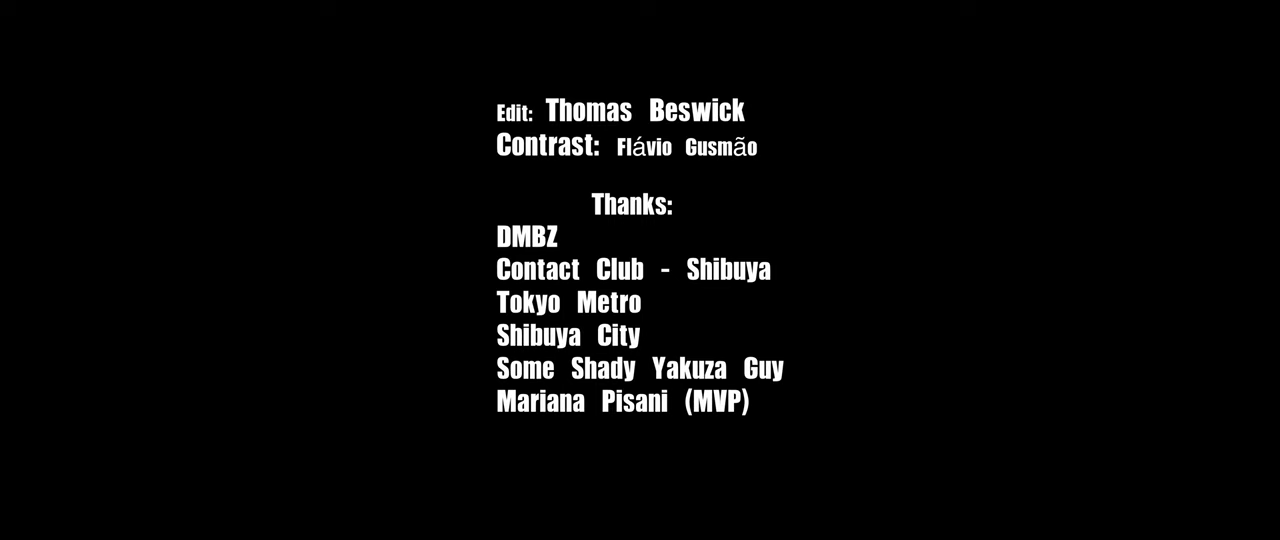 Edit: Thomas Beswick
Contrast: Flávio Gusmão
Thanks:
DMBZ
Contact Club - Shibuya
Tokyo Metro
Shibuya City
Some Shady Yakuza Guy
Mariana Pisani (MVP)